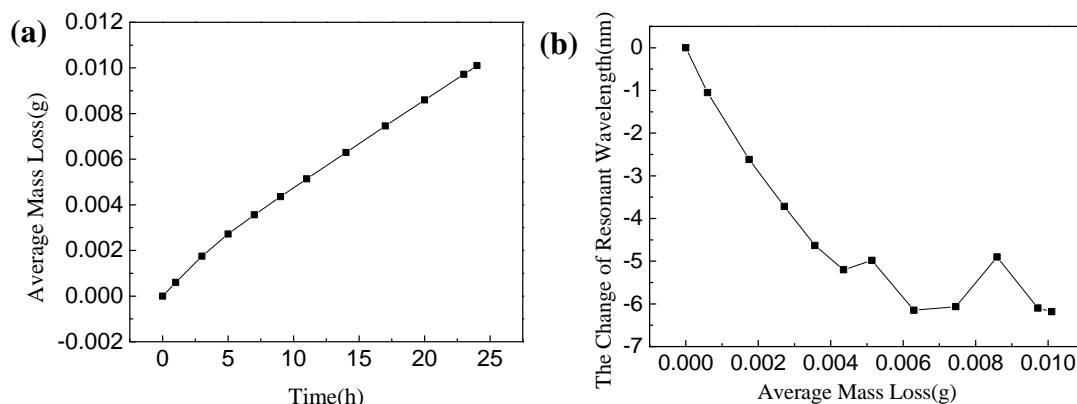 (a)
Average Mass Loss(g)
0.012
0.010
0.008
0.006
0.004
0.002
0.000
-0.002
0 5 10 15 20 25
Time(h)
(b)
The Change of Resonant Wavelength(nm)
0
-1
-2
-3
-4
-5
-6
-7
0.000 0.002 0.004 0.006 0.008 0.010
Average Mass Loss(g)